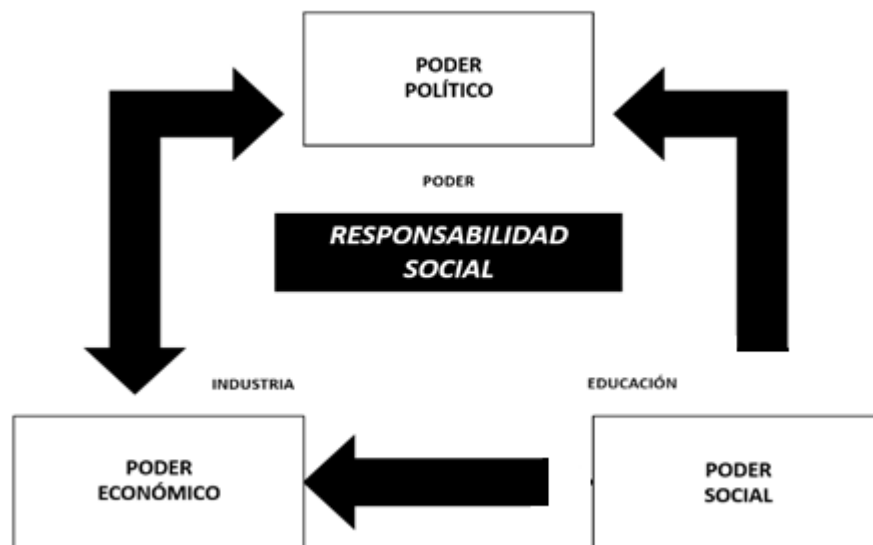 PODER
POLÍTICO
PODER
RESPONSABILIDAD
SOCIAL
INDUSTRIA
EDUCACIÓN
PODER
ECONÓMICO
PODER
SOCIAL